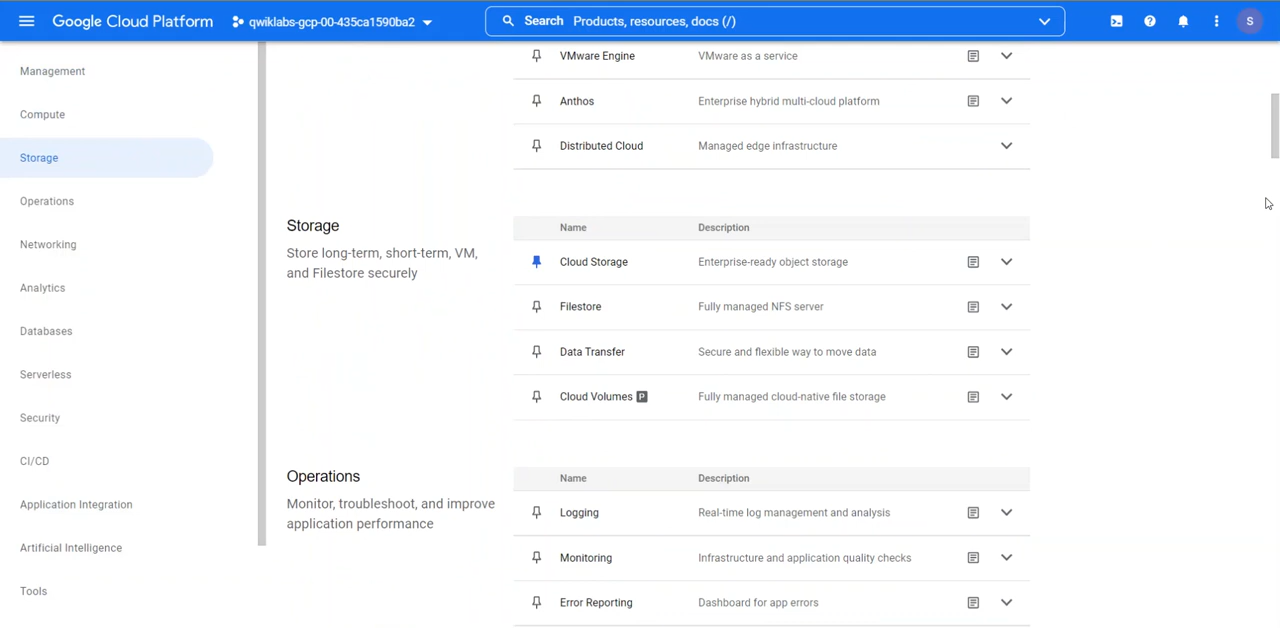 Google Cloud Platform
qwiklabs-gcp-00-435ca1590ba2
Search Products, resources, docs (/)
S
Management
Compute
Storage
Operations
Networking
Analytics
Databases
Serverless
Security
CI/CD
Application Integration
Artificial Intelligence
Tools
VMware Engine VMware as a service
Anthos Enterprise hybrid multi-cloud platform
Distributed Cloud Managed edge infrastructure
Storage
Store long-term, short-term, VM,
and Filestore securely
Name Description
Cloud Storage Enterprise-ready object storage
Filestore Fully managed NFS server
Data Transfer Secure and flexible way to move data
Cloud Volumes P Fully managed cloud-native file storage
Operations
Monitor, troubleshoot, and improve
application performance
Name Description
Logging Real-time log management and analysis
Monitoring Infrastructure and application quality checks
Error Reporting Dashboard for app errors